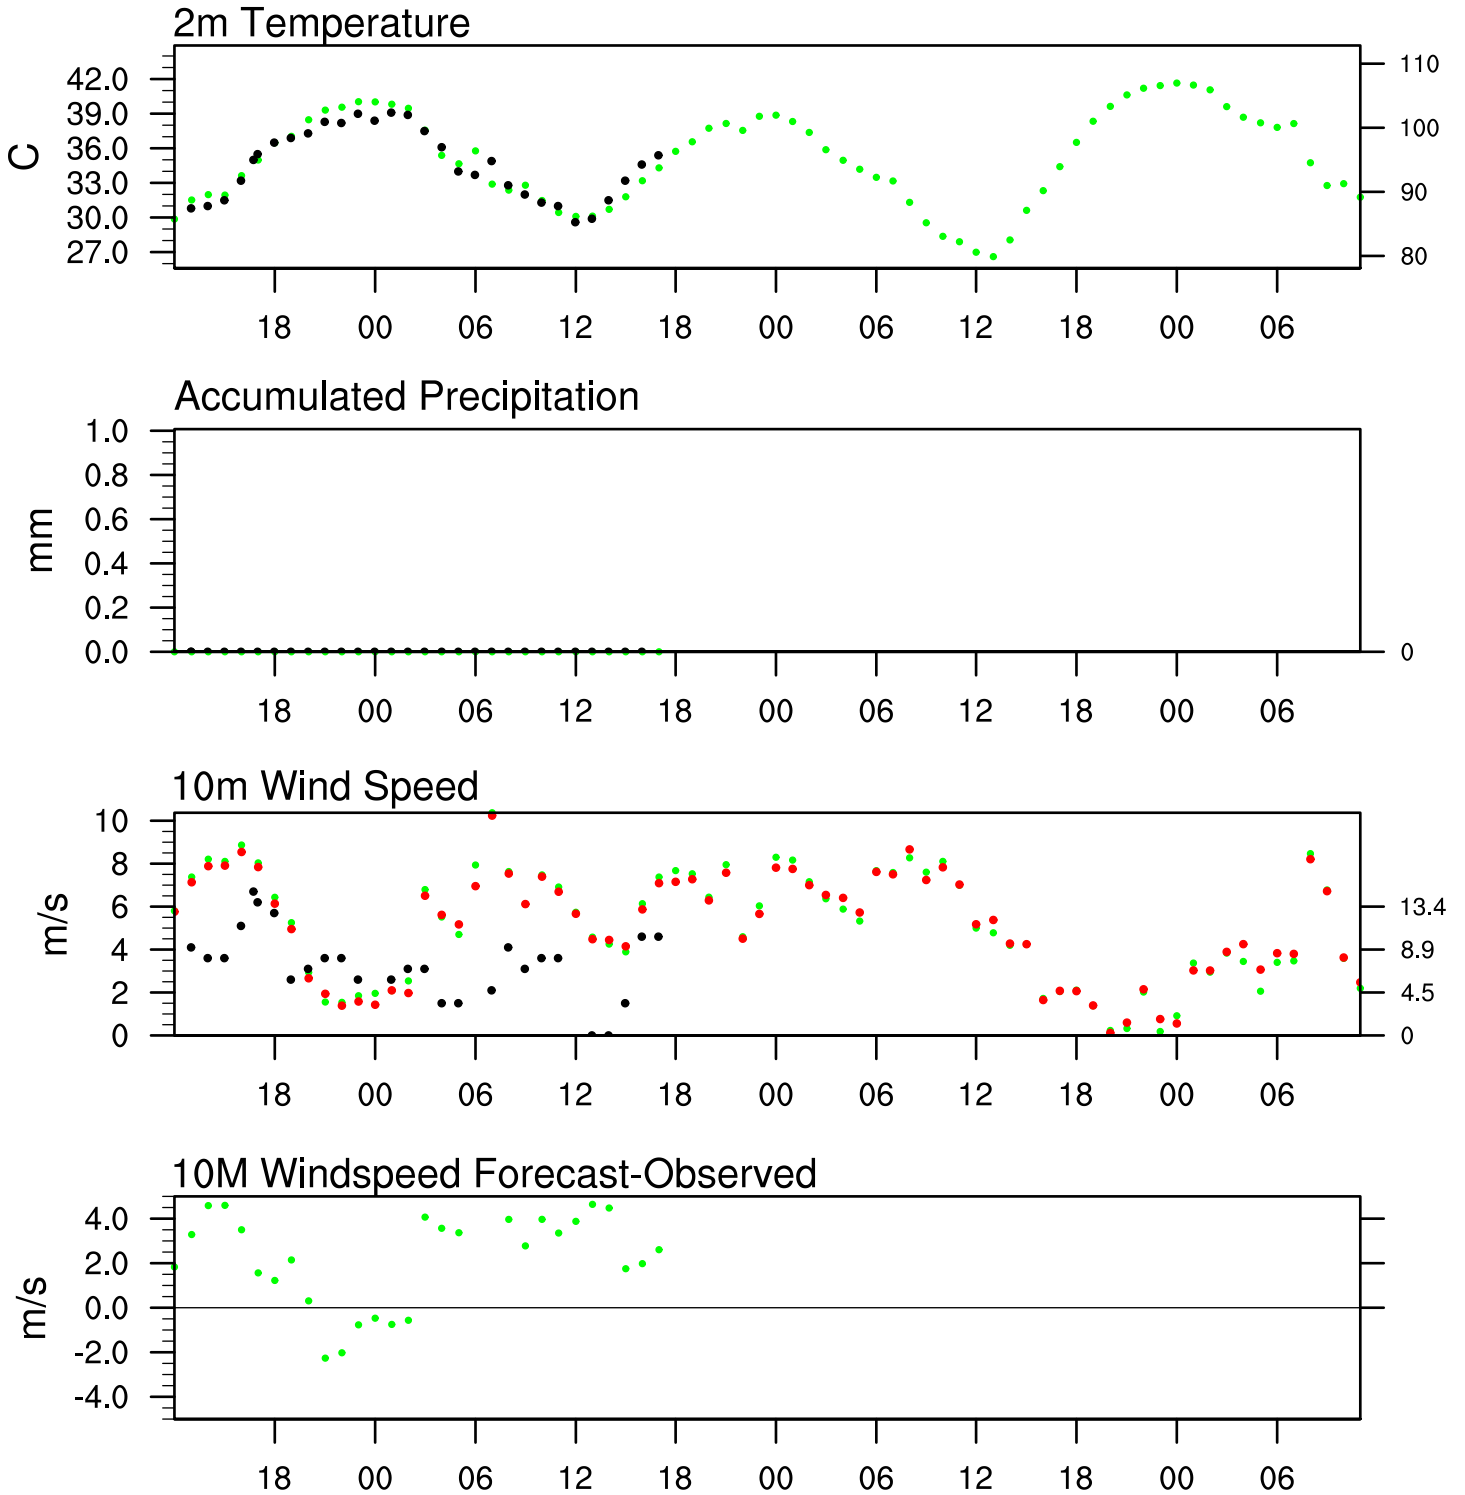 2m Temperature
C
42.0
39.0
36.0
33.0
30.0
27.0
110
100
90
80
18 00 06 12 18 00 06 12 18 00 06
Accumulated Precipitation
mm
1.0
0.8
0.6
0.4
0.2
0.0
0
18 00 06 12 18 00 06 12 18 00 06
10m Wind Speed
m/s
10
8
6
4
2
0
13.4
8.9
4.5
0
18 00 06 12 18 00 06 12 18 00 06
10M Windspeed Forecast-Observed
m/s
4.0
2.0
0.0
-2.0
-4.0
18 00 06 12 18 00 06 12 18 00 06